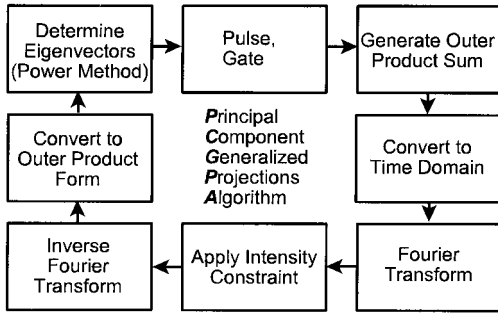 Determine
Eigenvectors
(Power Method)
Pulse,
Gate
Generate Outer
Product Sum
Convert to
Outer Product
Form
Principal
Component
Generalized
Projections
Algorithm
Convert to
Time Domain
Inverse
Fourier
Transform
Apply Intensity
Constraint
Fourier
Transform